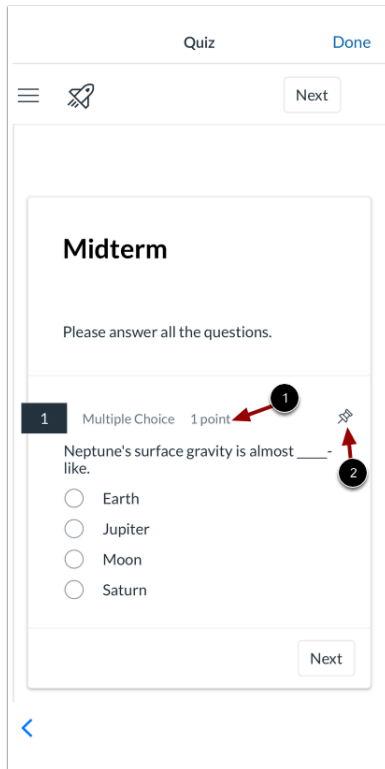 Quiz
Done
Next
Midterm
Please answer all the questions.
1
1
Multiple Choice
1 point
2
Neptune's surface gravity is almost ____-
like.
Earth
Jupiter
Moon
Saturn
Next